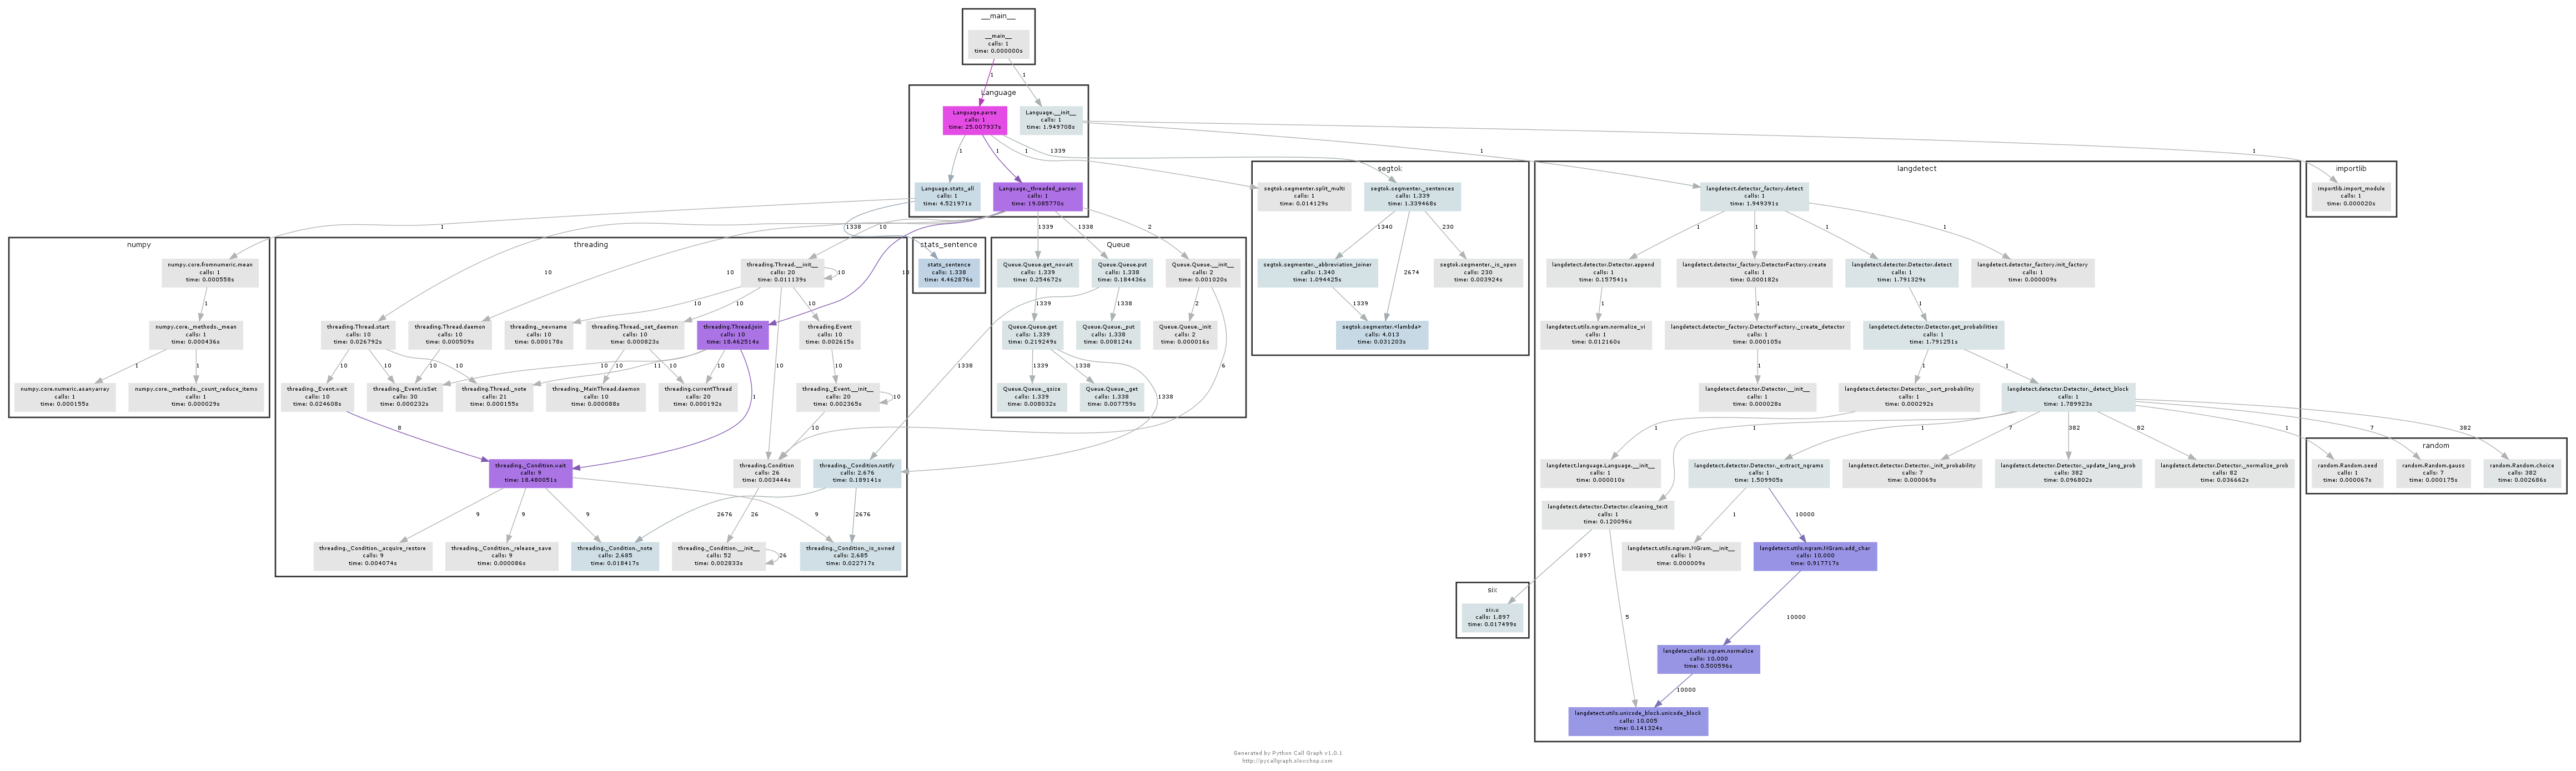 __main__
__main__
calls: 1
time: 0.000000s
1
1
Language
Language.parse
calls: 1
time: 25.007937s
Language.__init__
calls: 1
time: 1.949708s
1
1
1
1339
1
1
Language.stats_all
calls: 1
time: 4.521971s
Language._threaded_parser
calls: 1
time: 19.085770s
segtok
segtok.segmenter.split_multi
calls: 1
time: 0.014129s
segtok.segmenter._sentences
calls: 1.339
time: 1.339468s
1340
230
2674
segtok.segmenter._abbreviation_joiner
calls: 1.340
time: 1.094425s
segtok.segmenter._is_open
calls: 230
time: 0.003924s
1339
segtok.segmenter.<lambda>
calls: 4.013
time: 0.031203s
langdetect
langdetect.detector_factory.detect
calls: 1
time: 1.949391s
1
1
1
1
langdetect.detector.Detector.append
calls: 1
time: 0.157541s
langdetect.detector_factory.DetectorFactory.create
calls: 1
time: 0.000182s
langdetect.detector.Detector.detect
calls: 1
time: 1.791329s
langdetect.detector_factory.init_factory
calls: 1
time: 0.000009s
1
1
1
langdetect.utils.ngram.normalize_vi
calls: 1
time: 0.012160s
langdetect.detector_factory.DetectorFactory._create_detector
calls: 1
time: 0.000105s
langdetect.detector.Detector.get_probabilities
calls: 1
time: 1.791251s
1
1
1
langdetect.detector.Detector.__init__
calls: 1
time: 0.000028s
langdetect.detector.Detector._sort_probability
calls: 1
time: 0.000292s
langdetect.detector.Detector._detect_block
calls: 1
time: 1.789923s
1
1
1
7
382
82
1
7
382
langdetect.language.Language.__init__
calls: 1
time: 0.000010s
langdetect.detector.Detector._extract_ngrams
calls: 1
time: 1.509905s
langdetect.detector.Detector._init_probability
calls: 7
time: 0.000069s
langdetect.detector.Detector._update_lang_prob
calls: 382
time: 0.096802s
langdetect.detector.Detector._normalize_prob
calls: 82
time: 0.036662s
langdetect.detector.Detector.cleaning_text
calls: 1
time: 0.120096s
1
10000
1897
5
langdetect.utils.ngram.NGram.__init__
calls: 1
time: 0.000009s
langdetect.utils.ngram.NGram.add_char
calls: 10.000
time: 0.917717s
10000
langdetect.utils.ngram.normalize
calls: 10.000
time: 0.500596s
10000
langdetect.utils.unicode_block.unicode_block
calls: 10.005
time: 0.141324s
importlib
importlib.import_module
calls: 1
time: 0.000020s
random
random.Random.seed
calls: 1
time: 0.000067s
random.Random.gauss
calls: 7
time: 0.000175s
random.Random.choice
calls: 382
time: 0.002686s
six
six.u
calls: 1.897
time: 0.017499s
1
1338
10
10
10
10
1339
1338
2
numpy
numpy.core.fromnumeric.mean
calls: 1
time: 0.000558s
1
numpy.core._methods._mean
calls: 1
time: 0.000436s
1
1
numpy.core.numeric.asanyarray
calls: 1
time: 0.000155s
numpy.core._methods._count_reduce_items
calls: 1
time: 0.000029s
threading
threading.Thread.__init__
calls: 20
time: 0.011139s
10
10
10
10
10
threading.Thread.start
calls: 10
time: 0.026792s
threading.Thread.daemon
calls: 10
time: 0.000509s
threading._newname
calls: 10
time: 0.000178s
threading.Thread._set_daemon
calls: 10
time: 0.000823s
threading.Thread.join
calls: 10
time: 18.462514s
threading.Event
calls: 10
time: 0.002615s
10
10
10
10
11
10
10
10
10
10
1
threading._Event.wait
calls: 10
time: 0.024608s
threading._Event.isSet
calls: 30
time: 0.000232s
threading.Thread._note
calls: 21
time: 0.000155s
threading._MainThread.daemon
calls: 10
time: 0.000088s
threading.currentThread
calls: 20
time: 0.000192s
threading._Event.__init__
calls: 20
time: 0.002365s
10
8
10
threading._Condition.wait
calls: 9
time: 18.480051s
threading.Condition
calls: 26
time: 0.003444s
threading._Condition.notify
calls: 2.676
time: 0.189141s
9
9
9
2676
26
9
2676
threading._Condition._acquire_restore
calls: 9
time: 0.004074s
threading._Condition._release_save
calls: 9
time: 0.000086s
threading._Condition._note
calls: 2.685
time: 0.018417s
threading._Condition.__init__
calls: 52
time: 0.002833s
26
threading._Condition._is_owned
calls: 2.685
time: 0.022717s
stats_sentence
stats_sentence
calls: 1.338
time: 4.462876s
Queue
Queue.Queue.get_nowait
calls: 1.339
time: 0.254672s
Queue.Queue.put
calls: 1.338
time: 0.184436s
Queue.Queue.__init__
calls: 2
time: 0.001020s
1339
1338
2
Queue.Queue.get
calls: 1.339
time: 0.219249s
Queue.Queue._put
calls: 1.338
time: 0.008124s
Queue.Queue._init
calls: 2
time: 0.000016s
1339
1338
1338
6
1338
Queue.Queue._qsize
calls: 1.339
time: 0.008032s
Queue.Queue._get
calls: 1.338
time: 0.007759s
Generated by Python Call Graph v1.0.1
http://pycallgraph.slowchop.com